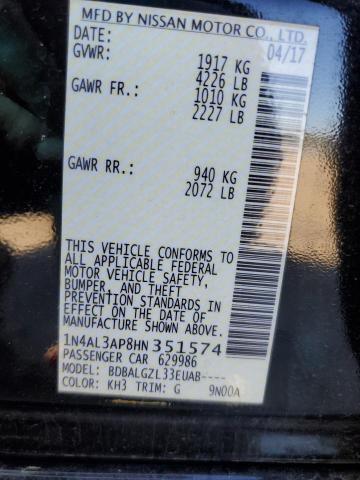 MFD BY NISSAN MOTOR CO., LTD.
DATE: 04/17
GVWR: 1917 KG
4226 LB
GAWR FR.: 1010 KG
2227 LB
GAWR RR.: 940 KG
2072 LB
THIS VEHICLE CONFORMS TO
ALL APPLICABLE FEDERAL
MOTOR VEHICLE SAFETY,
BUMPER, AND THEFT
PREVENTION STANDARDS IN
EFFECT ON THE DATE OF
MANUFACTURE SHOWN ABOVE.
1N4AL3AP8HN351574
PASSENGER CAR 629986
MODEL: BDBALGZL33EUAB----
COLOR: KH3 TRIM: G 9N00A